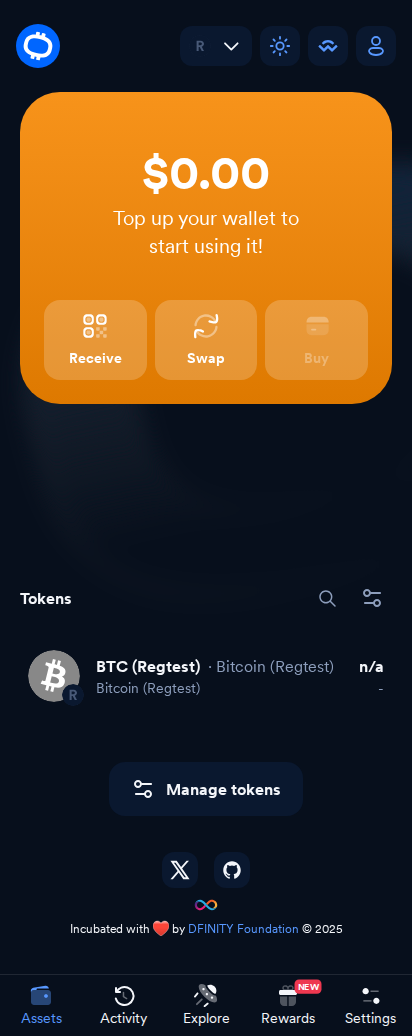 R
$0.00
Top up your wallet to
start using it!
Receive
Swap
Buy
Tokens
BTC (Regtest) · Bitcoin (Regtest)
n/a
Bitcoin (Regtest)
-
R
Manage tokens
Incubated with ❤️ by DFINITY Foundation © 2025
NEW
Assets
Activity
Explore
Rewards
Settings